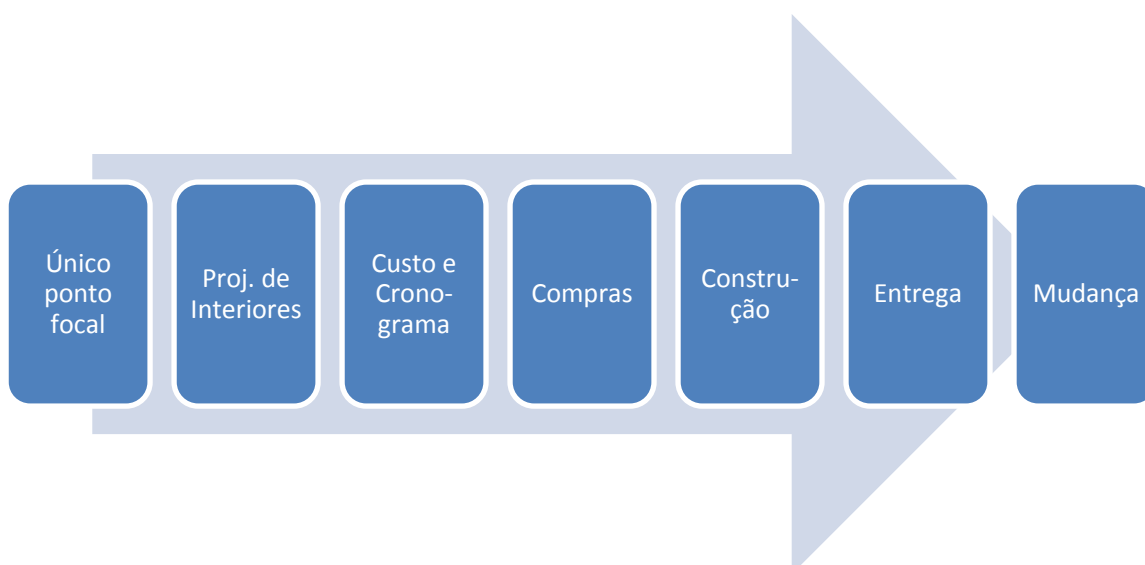 Único
ponto
focal
Proj. de
Interiores
Custo e
Crono-
grama
Compras
Constru-
ção
Entrega
Mudança